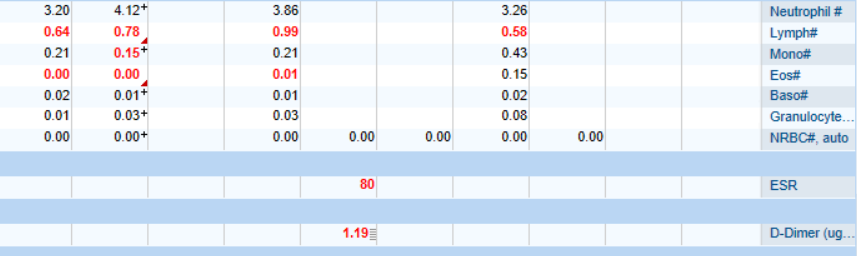 3.20 4.12+ 3.86 3.26 Neutrophil #
0.64 0.78 0.99 0.58 Lymph#
0.21 0.15+ 0.21 0.43 Mono#
0.00 0.00 0.01 0.15 Eos#
0.02 0.01+ 0.01 0.02 Baso#
0.01 0.03+ 0.03 0.08 Granulocyte...
0.00 0.00+ 0.00 0.00 0.00 0.00 0.00 NRBC#, auto
80 ESR
1.19 D-Dimer (ug...